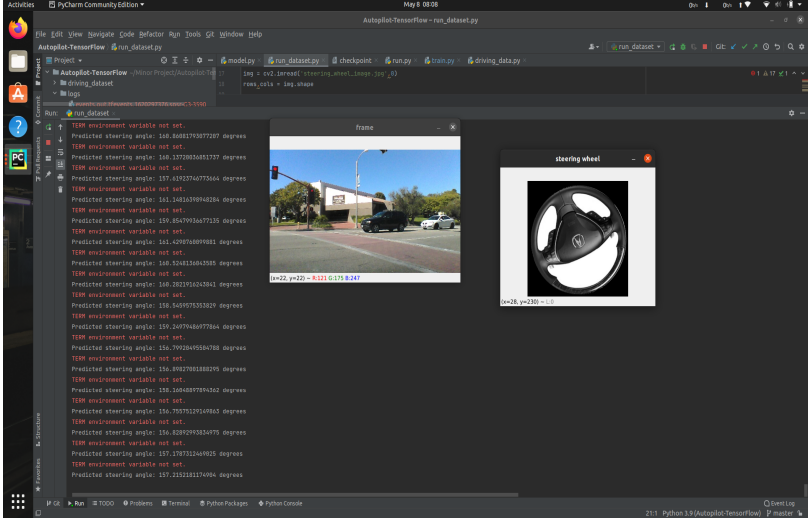 Activities PyCharm Community Edition May 8 08:08
Autopilot-TensorFlow – run_dataset.py
File Edit View Navigate Code Refactor Run Tools Git Window Help
Autopilot-TensorFlow run_dataset.py run_dataset Git:
Project model.py run_dataset.py checkpoint run.py train.py driving_data.py
Autopilot-TensorFlow ~/Minor Project/Autopilot-Ten
driving_dataset
logs
img = cv2.imread('steering_wheel_image.jpg',0)
rows,cols = img.shape
Run: run_dataset
TERM environment variable not set.
Predicted steering angle: 160.86081793077207 degrees
TERM environment variable not set.
Predicted steering angle: 160.13720036851737 degrees
TERM environment variable not set.
Predicted steering angle: 157.61923746773664 degrees
TERM environment variable not set.
Predicted steering angle: 161.14816398948284 degrees
TERM environment variable not set.
Predicted steering angle: 159.85479936677135 degrees
TERM environment variable not set.
Predicted steering angle: 161.4290760899881 degrees
TERM environment variable not set.
Predicted steering angle: 160.5248136043585 degrees
TERM environment variable not set.
Predicted steering angle: 160.2821916243841 degrees
TERM environment variable not set.
Predicted steering angle: 158.5459575353029 degrees
TERM environment variable not set.
Predicted steering angle: 159.24979486977864 degrees
TERM environment variable not set.
Predicted steering angle: 156.79920495504788 degrees
TERM environment variable not set.
Predicted steering angle: 156.89827001888295 degrees
TERM environment variable not set.
Predicted steering angle: 158.16048897894362 degrees
TERM environment variable not set.
Predicted steering angle: 156.75575129149863 degrees
TERM environment variable not set.
Predicted steering angle: 156.82892993834975 degrees
TERM environment variable not set.
Predicted steering angle: 157.1787312469025 degrees
TERM environment variable not set.
Predicted steering angle: 157.2152181174904 degrees
frame
(x=22, y=22) ~ R:121 G:175 B:247
steering wheel
(x=28, y=230) ~ L:0
Project
Commit
Pull Requests
Structure
Favorites
Git Run TODO Problems Terminal Python Packages Python Console Event Log
21:1 Python 3.9 (Autopilot-TensorFlow) master